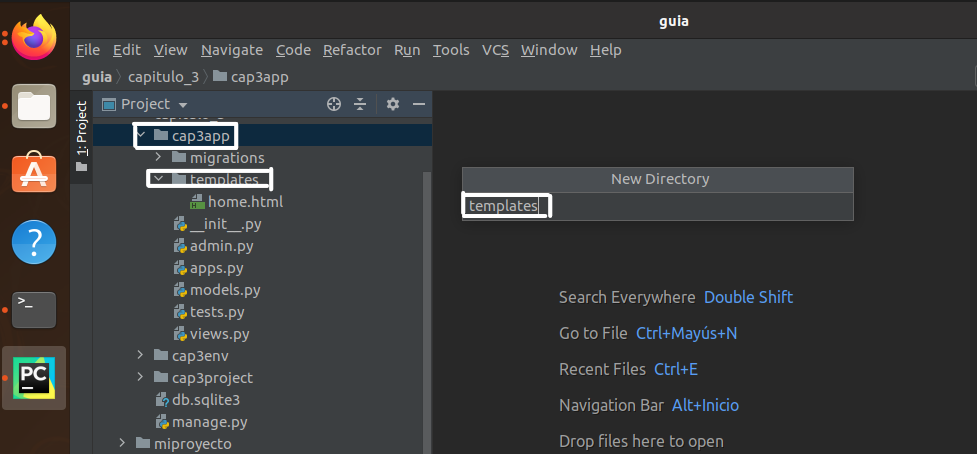 guia
File Edit View Navigate Code Refactor Run Tools VCS Window Help
guia capitulo_3 cap3app
1: Project
Project
cap3app
migrations
templates
home.html
__init__.py
admin.py
apps.py
models.py
tests.py
views.py
cap3env
cap3project
db.sqlite3
manage.py
miproyecto
New Directory
templates
Search Everywhere Double Shift
Go to File Ctrl+Mayús+N
Recent Files Ctrl+E
Navigation Bar Alt+Inicio
Drop files here to open
A
?
>_
PC